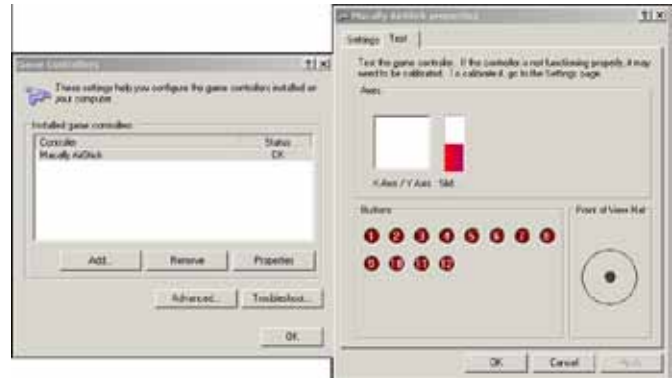 Game Controllers
These settings help you configure the game controllers installed on
your computer.
Installed game controllers
Controller Status
Macally AirStick OK
Add...
Remove
Properties
Advanced...
Troubleshoot...
OK
Macally AirStick properties
Settings Test
Test the game controller. If the controller is not functioning properly, it may
need to be calibrated. To calibrate it, go to the Settings page.
Axes
X Axis / Y Axis Slid
Buttons
1 2 3 4 5 6 7 8
9 10 11 12
Point of View Hat
OK
Cancel
Apply